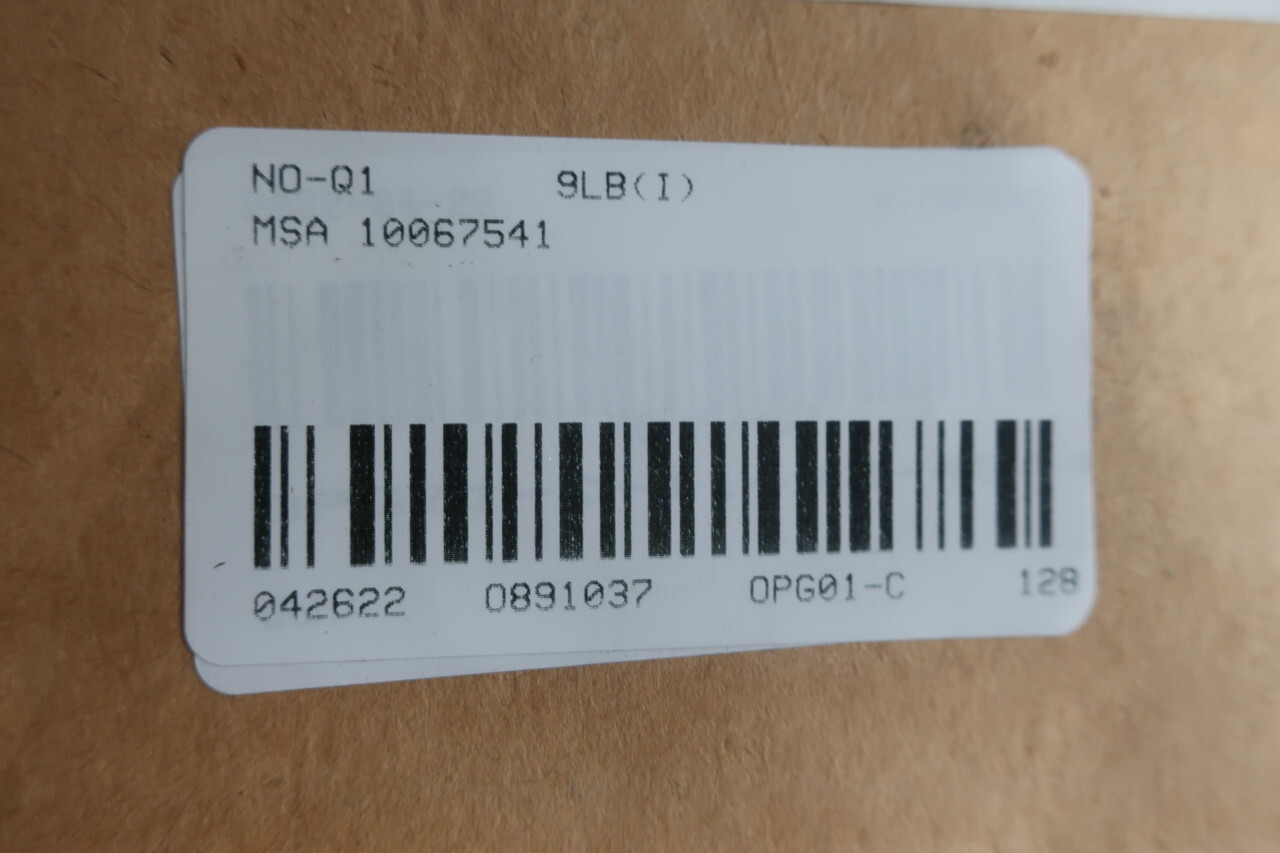 NO-Q1 9LB(I)
MSA 10067541
042622 0891037 OPG01-C 128